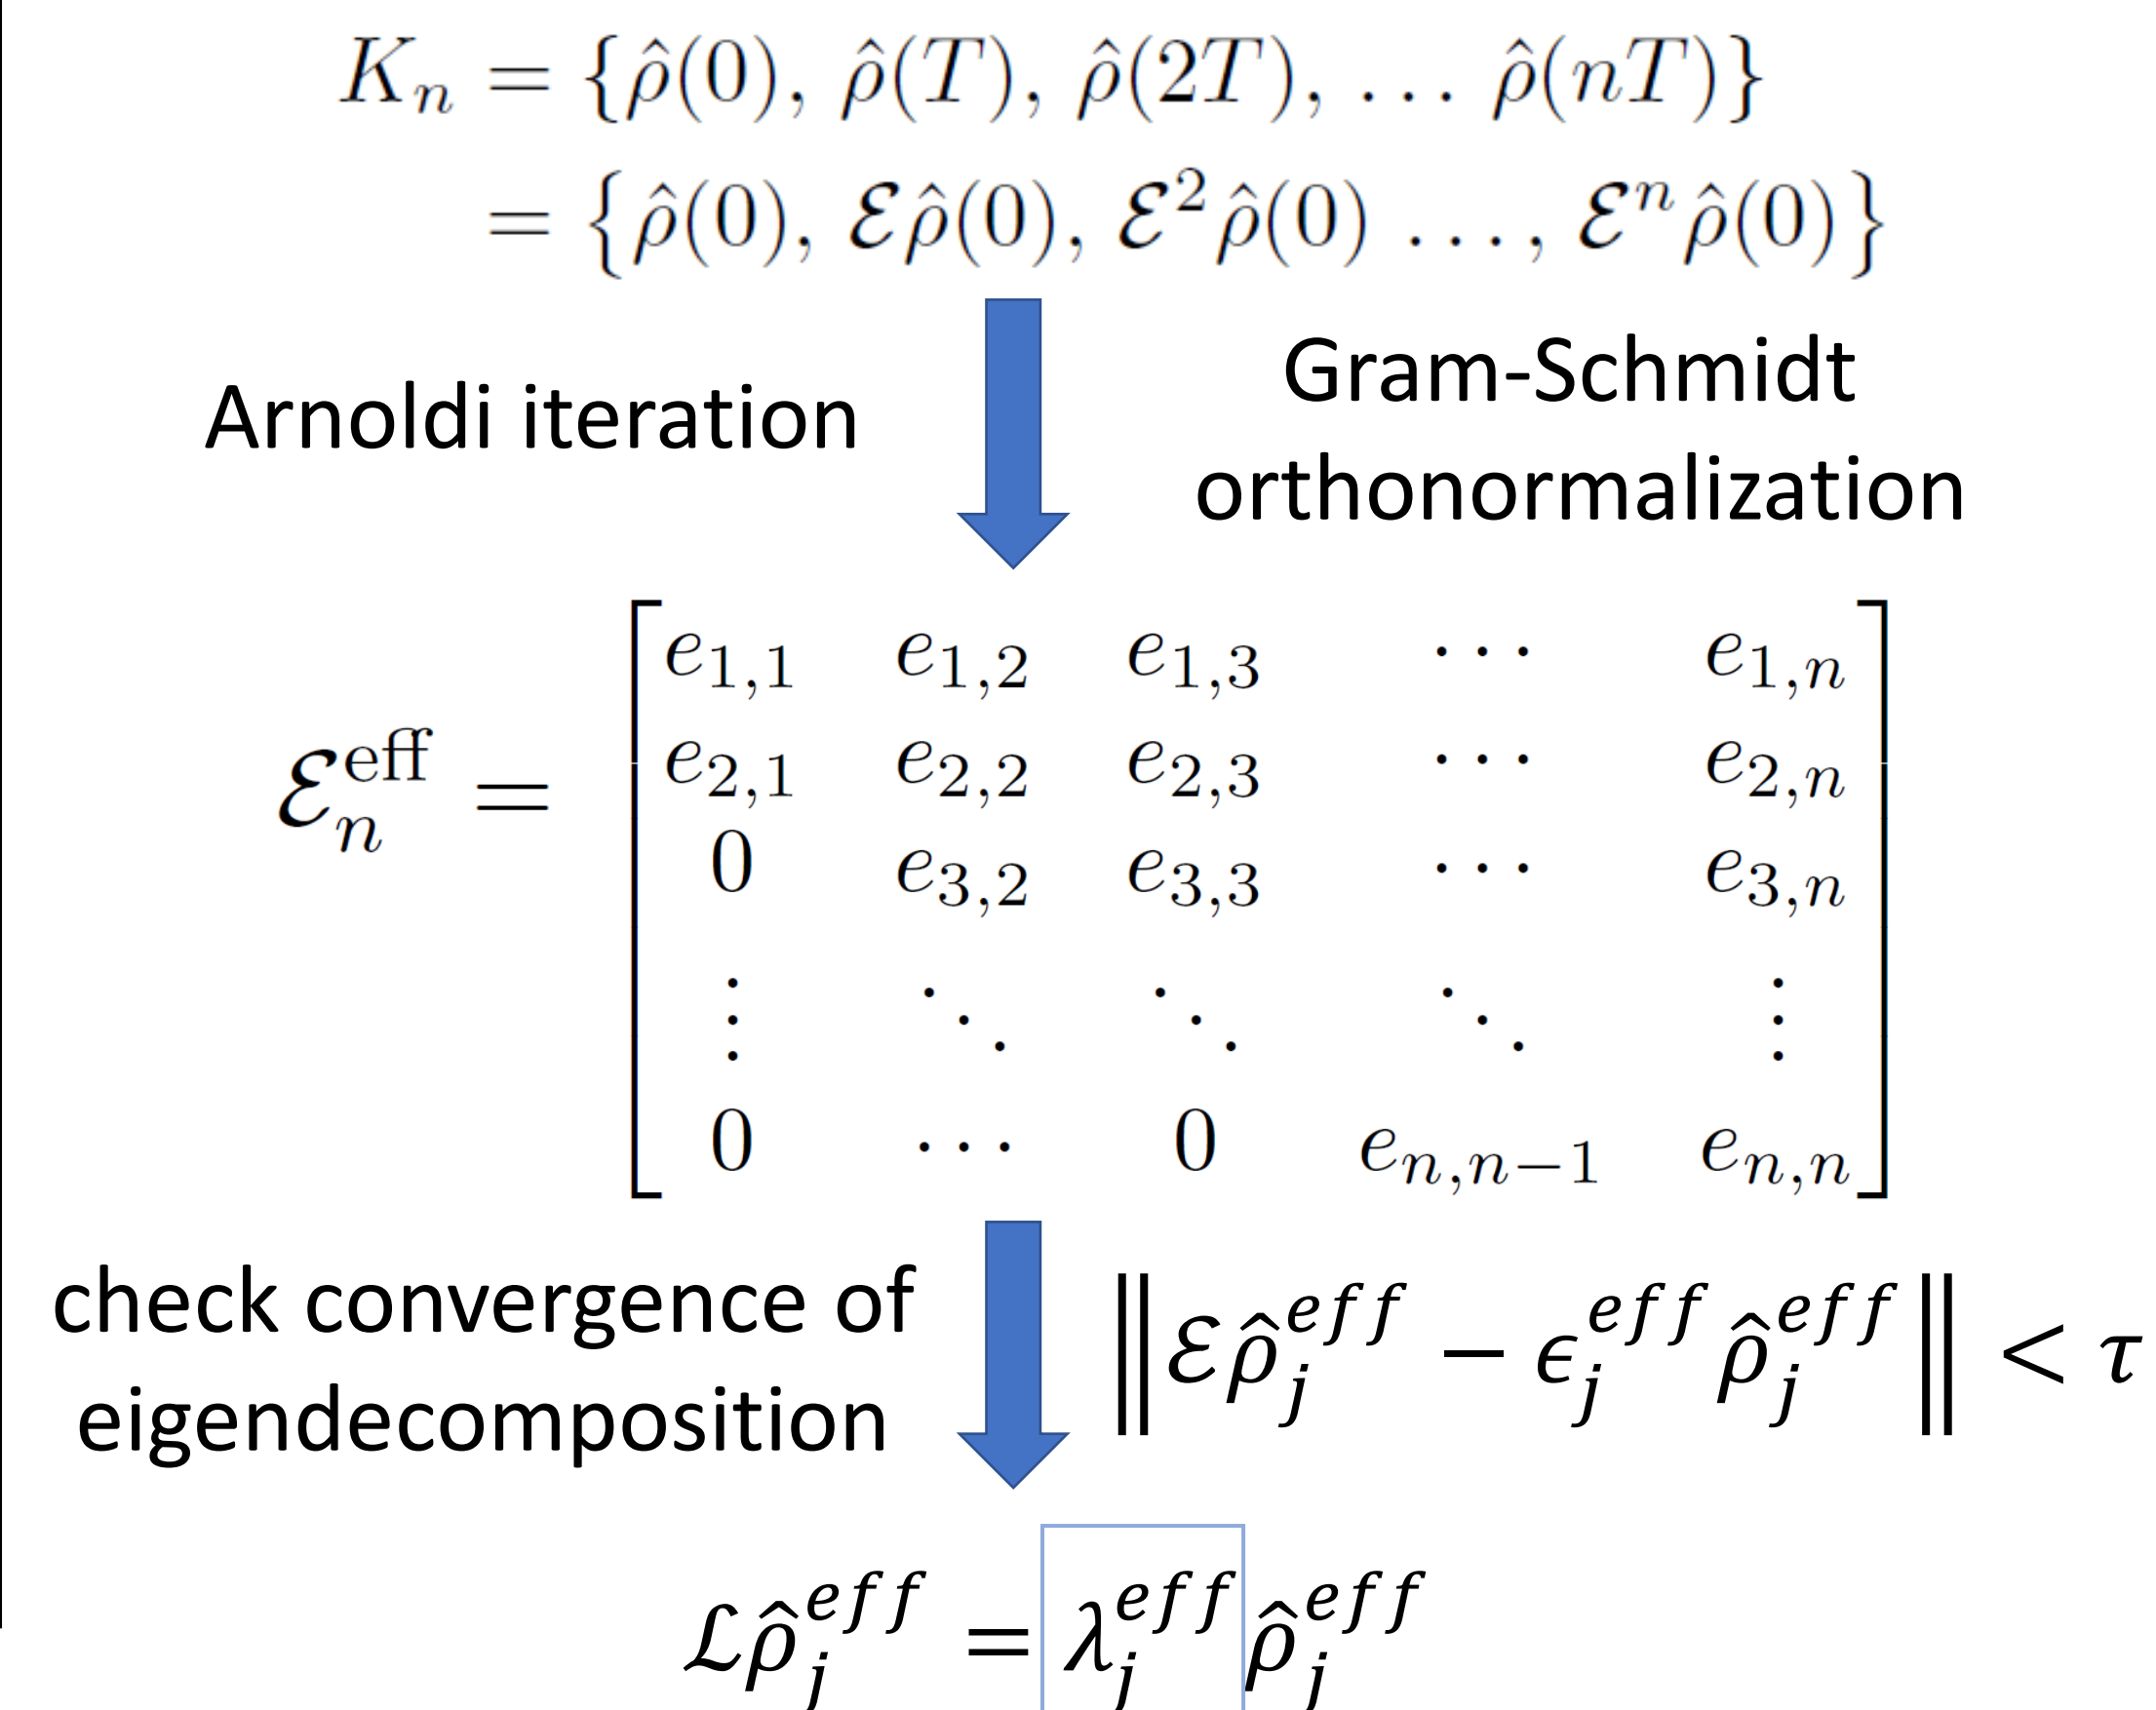 K_n = {ρ̂(0), ρ̂(T), ρ̂(2T), … ρ̂(nT)}
= {ρ̂(0), ℰρ̂(0), ℰ²ρ̂(0) …, ℰⁿρ̂(0)}
Arnoldi iteration
Gram-Schmidt
orthonormalization
ℰ_n^eff =
e_{1,1} e_{1,2} e_{1,3} ⋯ e_{1,n}
e_{2,1} e_{2,2} e_{2,3} ⋯ e_{2,n}
0 e_{3,2} e_{3,3} ⋯ e_{3,n}
⋮ ⋱ ⋱ ⋱ ⋮
0 ⋯ 0 e_{n,n−1} e_{n,n}
check convergence of
eigendecomposition
‖ℰρ̂_j^{eff} − ϵ_j^{eff} ρ̂_j^{eff}‖ < τ
ℒρ̂_j^{eff} = λ_j^{eff} ρ̂_j^{eff}